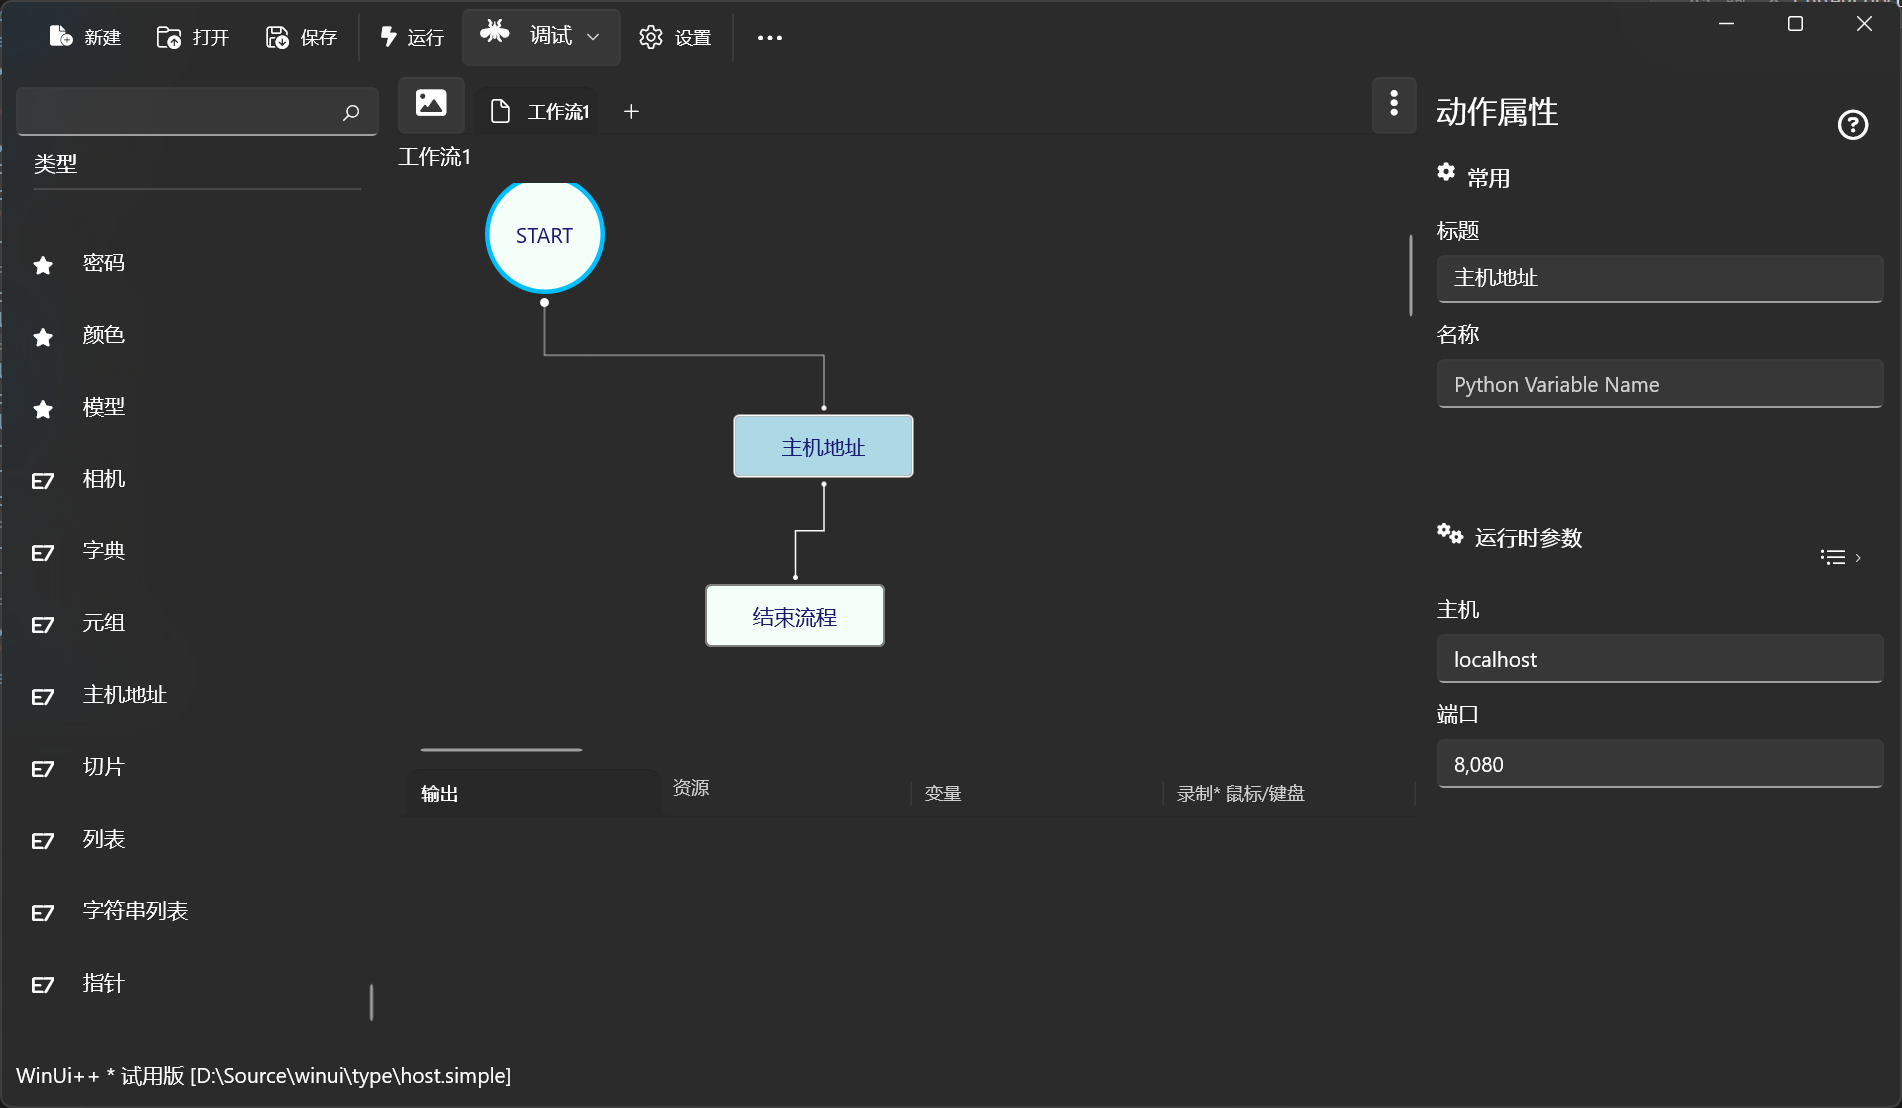 新建
打开
保存
运行
调试
设置
类型
密码
颜色
模型
相机
字典
元组
主机地址
切片
列表
字符串列表
指针
工作流1
工作流1
START
主机地址
结束流程
输出
资源
变量
录制* 鼠标/键盘
动作属性
常用
标题
主机地址
名称
Python Variable Name
运行时参数
主机
localhost
端口
8,080
WinUi++ * 试用版 [D:\Source\winui\type\host.simple]